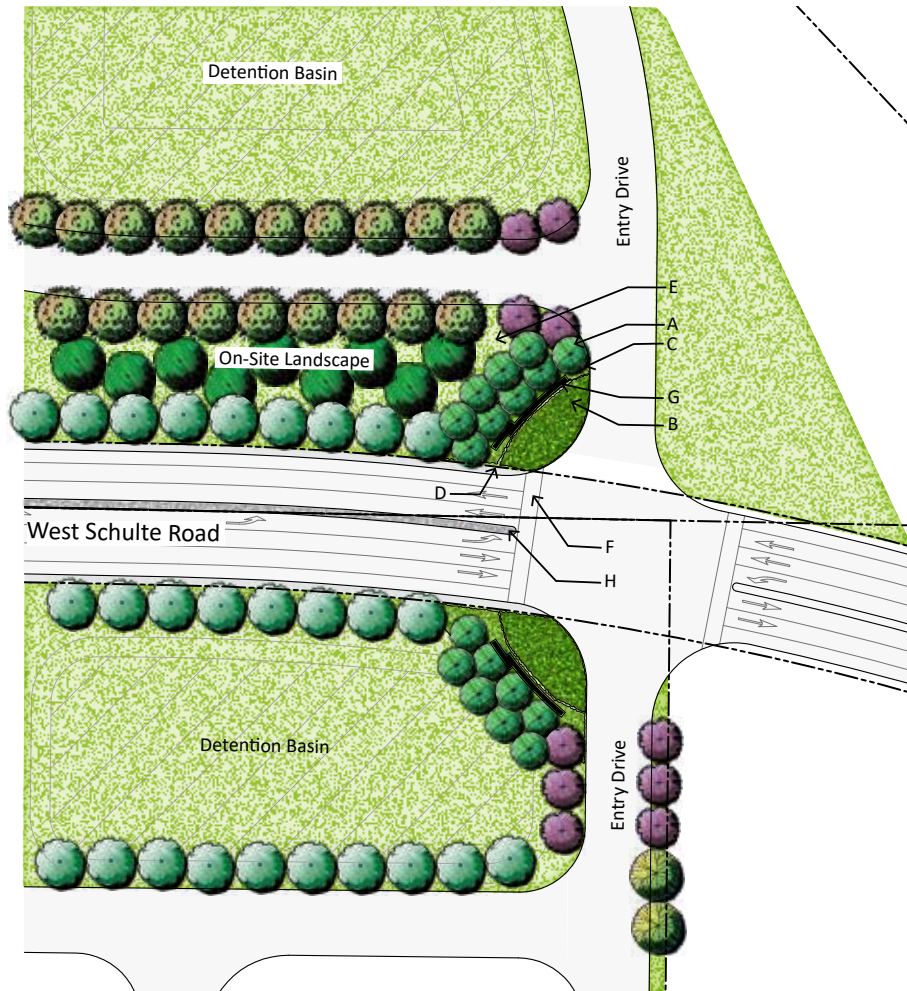 Detention Basin
Entry Drive
E
A
On-Site Landscape
C
G
B
D
West Schulte Road
F
H
Detention Basin
Entry Drive